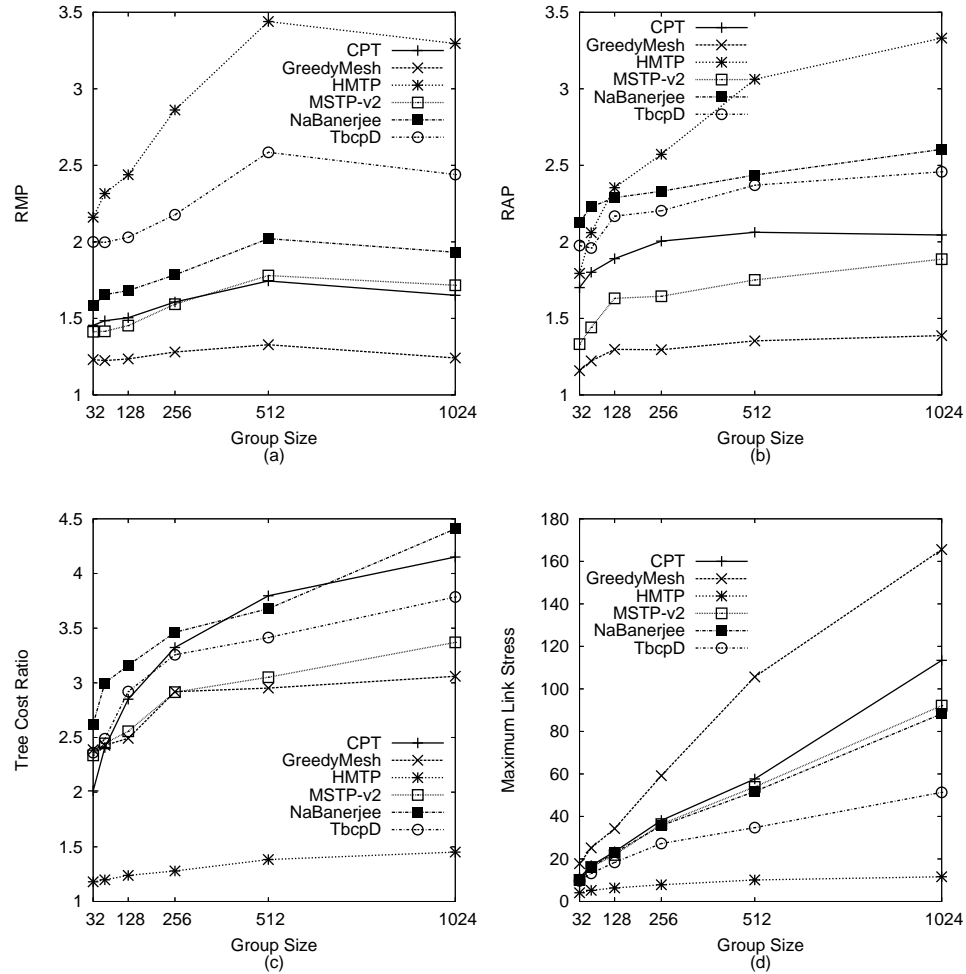 3.5
3
2.5
2
1.5
1
RMP
CPT
GreedyMesh
HMTP
MSTP-v2
NaBanerjee
TbcpD
32 128 256 512 1024
Group Size
(a)
3.5
3
2.5
2
1.5
1
RAP
CPT
GreedyMesh
HMTP
MSTP-v2
NaBanerjee
TbcpD
32 128 256 512 1024
Group Size
(b)
4.5
4
3.5
3
2.5
2
1.5
1
Tree Cost Ratio
CPT
GreedyMesh
HMTP
MSTP-v2
NaBanerjee
TbcpD
32 128 256 512 1024
Group Size
(c)
180
160
140
120
100
80
60
40
20
0
Maximum Link Stress
CPT
GreedyMesh
HMTP
MSTP-v2
NaBanerjee
TbcpD
32 128 256 512 1024
Group Size
(d)